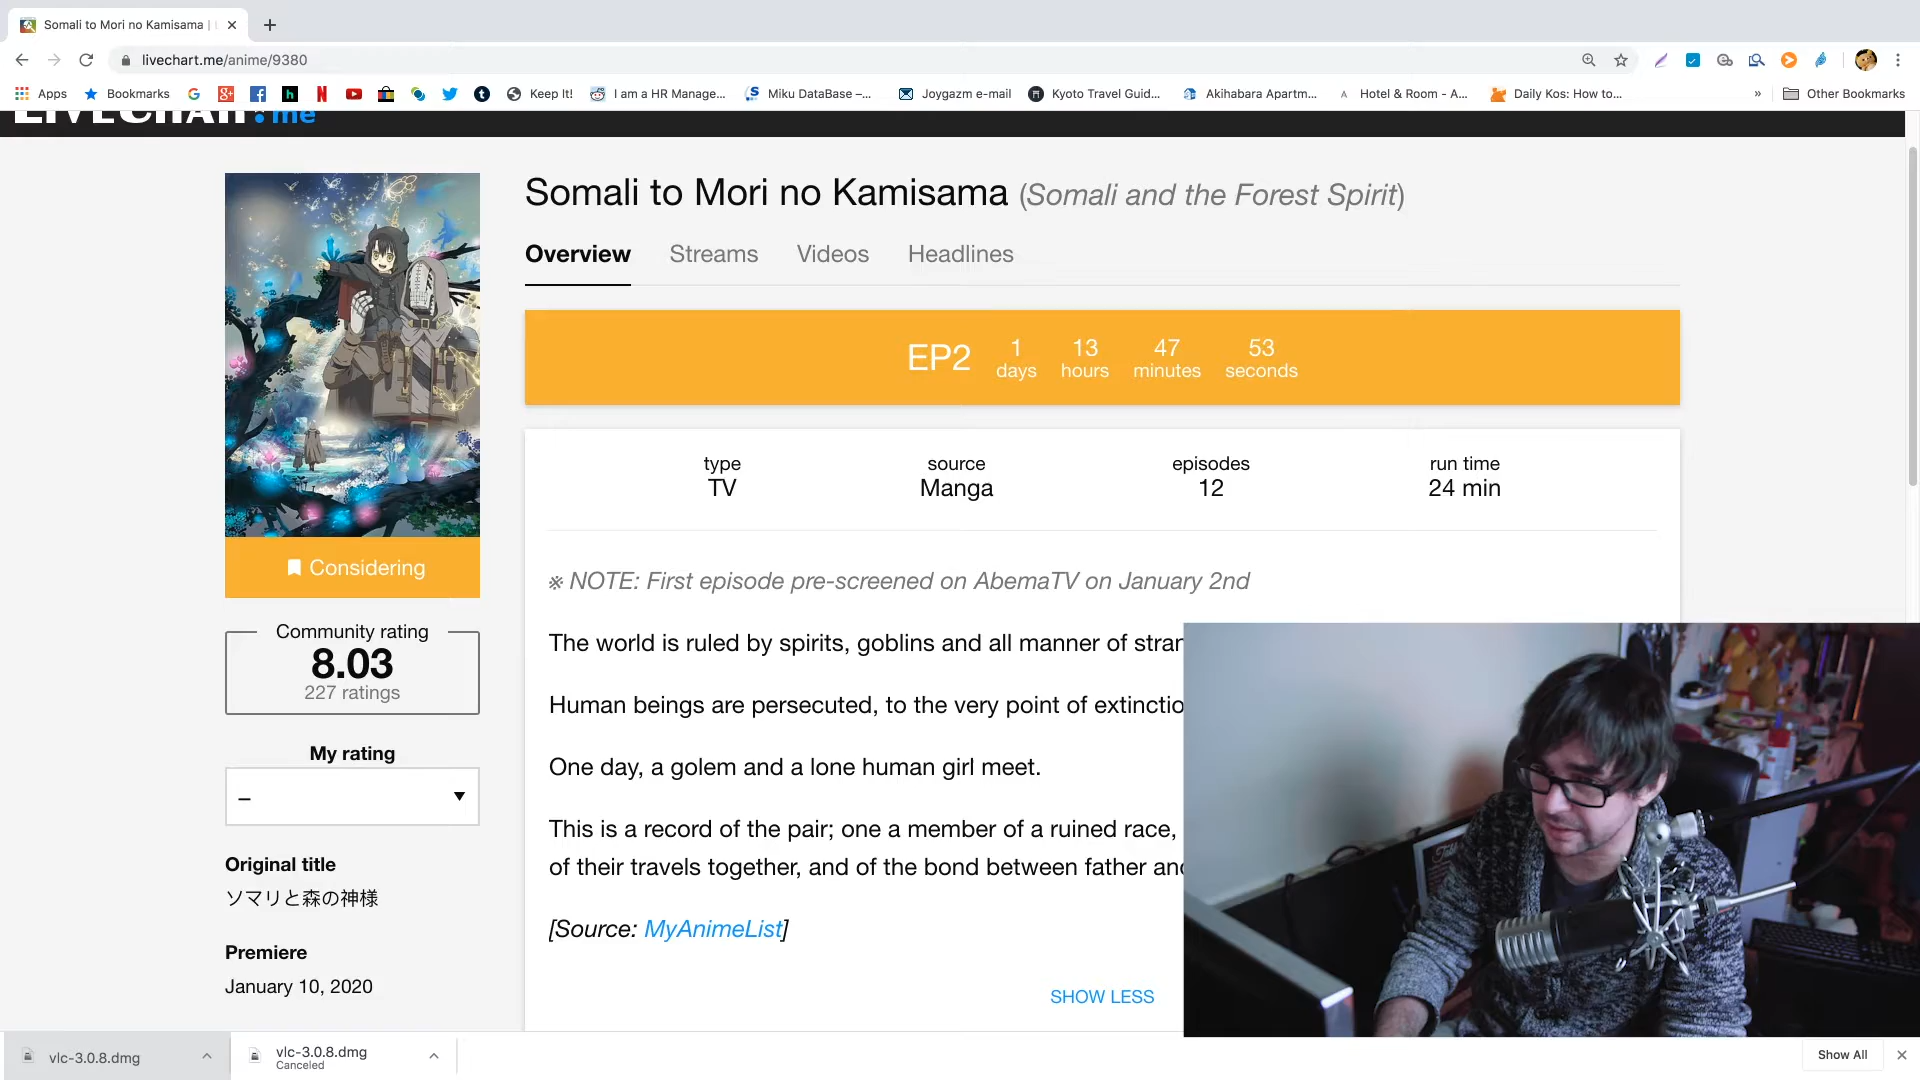 Somali to Mori no Kamisama |
livechart.me/anime/9380
Apps
Bookmarks
Keep It!
I am a HR Manage...
Miku DataBase –...
Joygazm e-mail
Kyoto Travel Guid...
Akihabara Apartm...
Hotel & Room - A...
Daily Kos: How to...
»
Other Bookmarks
LIVECHART.me
Somali to Mori no Kamisama (Somali and the Forest Spirit)
Overview
Streams
Videos
Headlines
EP2
1
days
13
hours
47
minutes
53
seconds
type
TV
source
Manga
episodes
12
run time
24 min
※ NOTE: First episode pre-screened on AbemaTV on January 2nd
The world is ruled by spirits, goblins and all manner of
Human beings are persecuted, to the very point of
One day, a golem and a lone human girl meet.
This is a record of the pair; one a member of a ruined race,
of their travels together, and of the bond between father
[Source: MyAnimeList]
SHOW LESS
Considering
Community rating
8.03
227 ratings
My rating
–
Original title
ソマリと森の神様
Premiere
January 10, 2020
vlc-3.0.8.dmg
vlc-3.0.8.dmg
Canceled
Show All